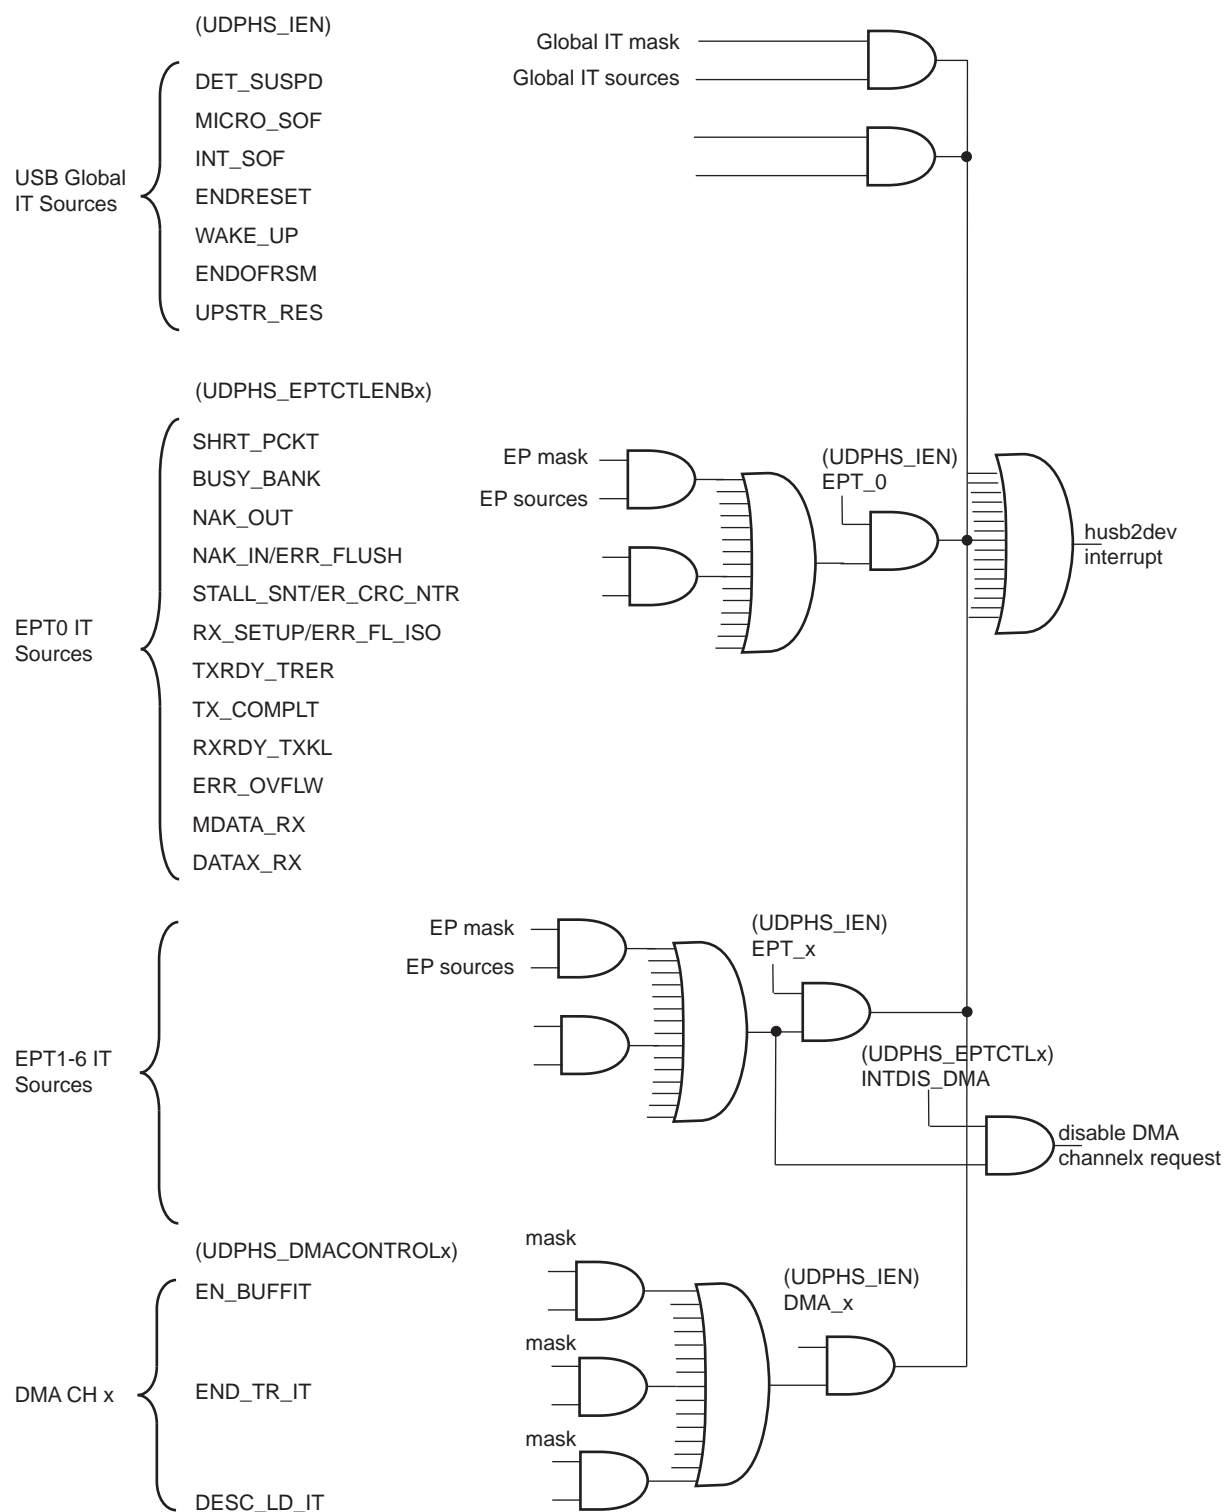 (UDPHS_IEN)
Global IT mask
Global IT sources
DET_SUSPD
MICRO_SOF
INT_SOF
USB Global
IT Sources
ENDRESET
WAKE_UP
ENDOFRSM
UPSTR_RES
(UDPHS_EPTCTLENBx)
SHRT_PCKT
BUSY_BANK
NAK_OUT
NAK_IN/ERR_FLUSH
STALL_SNT/ER_CRC_NTR
RX_SETUP/ERR_FL_ISO
EPT0 IT
Sources
TXRDY_TRER
TX_COMPLT
RXRDY_TXKL
ERR_OVFLW
MDATA_RX
DATAX_RX
EP mask
EP sources
(UDPHS_IEN)
EPT_0
husb2dev
interrupt
EP mask
EP sources
(UDPHS_IEN)
EPT_x
EPT1-6 IT
Sources
(UDPHS_EPTCTLx)
INTDIS_DMA
disable DMA
channelx request
(UDPHS_DMACONTROLx)
mask
EN_BUFFIT
(UDPHS_IEN)
DMA_x
mask
DMA CH x
END_TR_IT
mask
DESC_LD_IT